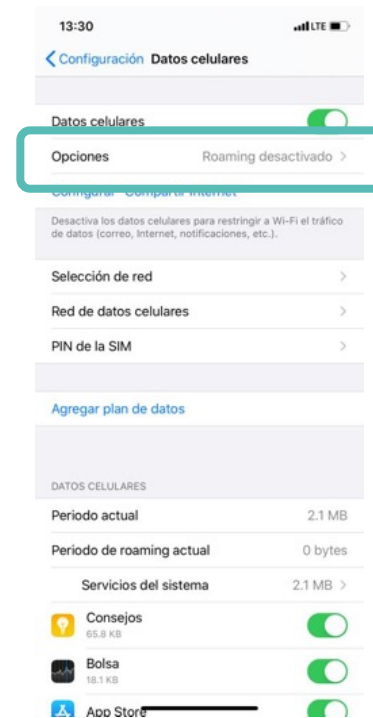 13:30 LTE
Configuración Datos celulares
Datos celulares
Opciones Roaming desactivado
Configurar "Compartir Internet"
Desactiva los datos celulares para restringir a Wi-Fi el tráfico
de datos (correo, Internet, notificaciones, etc.).
Selección de red
Red de datos celulares
PIN de la SIM
Agregar plan de datos
DATOS CELULARES
Periodo actual 2.1 MB
Periodo de roaming actual 0 bytes
Servicios del sistema 2.1 MB
Consejos
65.8 KB
Bolsa
18.1 KB
App Store